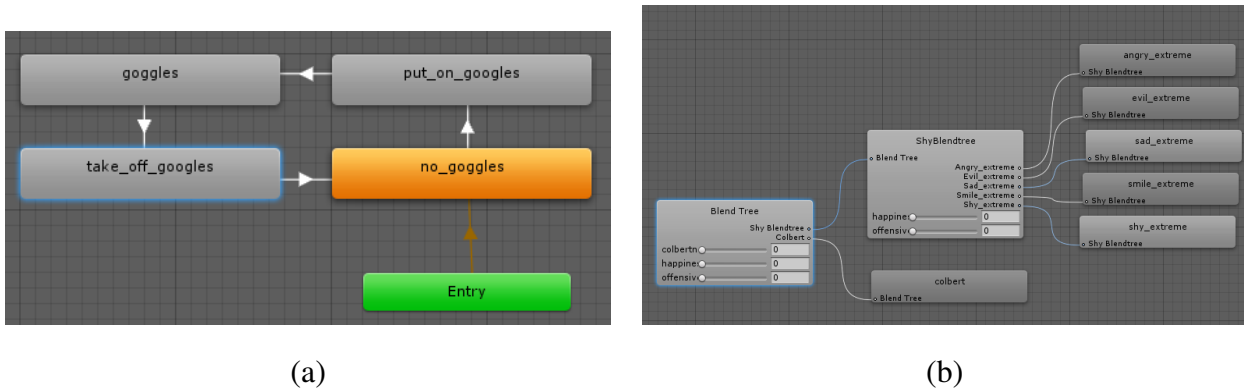 goggles
put_on_googles
take_off_googles
no_goggles
Entry
(a)
Blend Tree
Shy Blendtree
Colbert
colbertn
0
happine
0
offensiv
0
ShyBlendtree
Blend Tree
Angry_extreme
Evil_extreme
Sad_extreme
Smile_extreme
Shy_extreme
happine
0
offensiv
0
colbert
Blend Tree
angry_extreme
Shy Blendtree
evil_extreme
Shy Blendtree
sad_extreme
Shy Blendtree
smile_extreme
Shy Blendtree
shy_extreme
Shy Blendtree
(b)